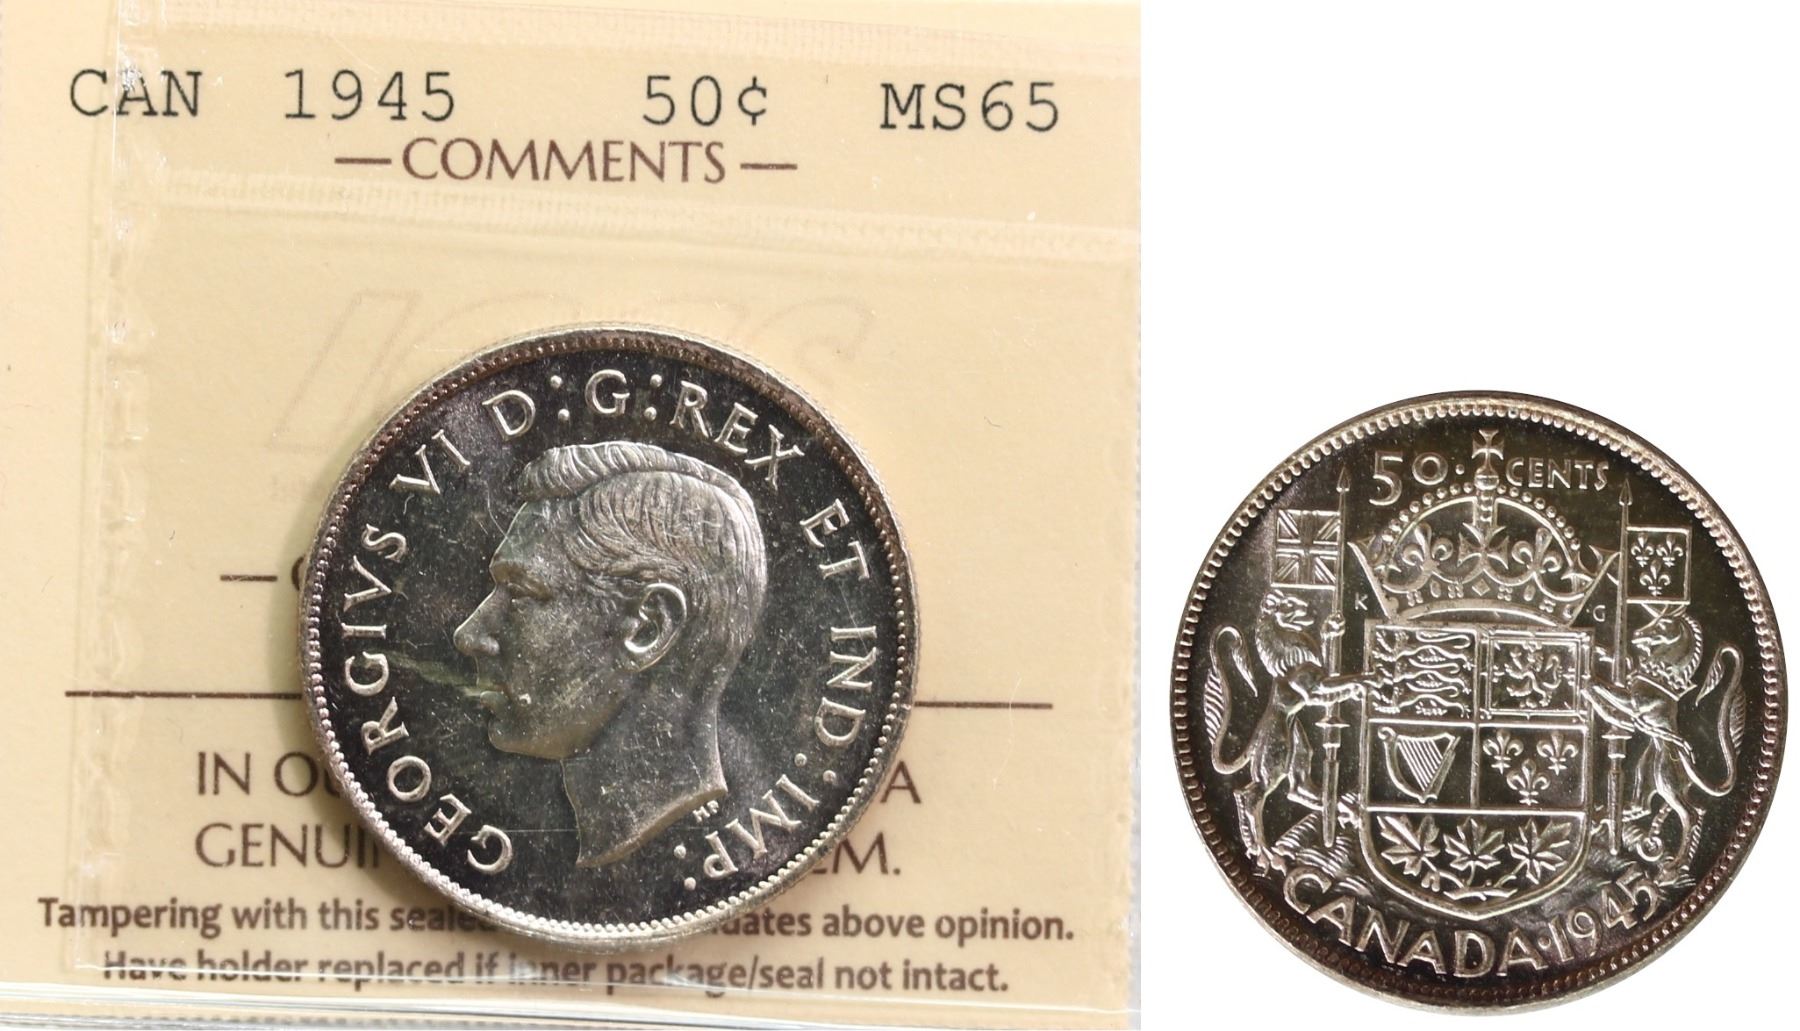 CAN 1945 50¢ MS65
— COMMENTS —
ICCS
GEORGIVS VI D:G:REX ET IND:IMP:
HP
IN OU A
GENUI EM.
Tampering with this seale dates above opinion.
Have holder replaced if inner package/seal not intact.
50 · CENTS
K · G
CANADA · 1945